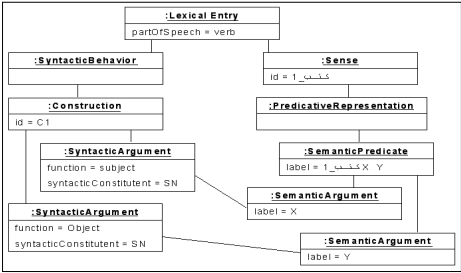 :Lexical Entry
partOfSpeech = verb
:SyntacticBehavior
:Sense
id = كتب_1
:Construction
id = C1
:PredicativeRepresentation
:SyntacticArgument
function = subject
syntacticConstitutent = SN
:SemanticPredicate
label = كتب_1 X Y
:SemanticArgument
label = X
:SyntacticArgument
function = Object
syntacticConstitutent = SN
:SemanticArgument
label = Y